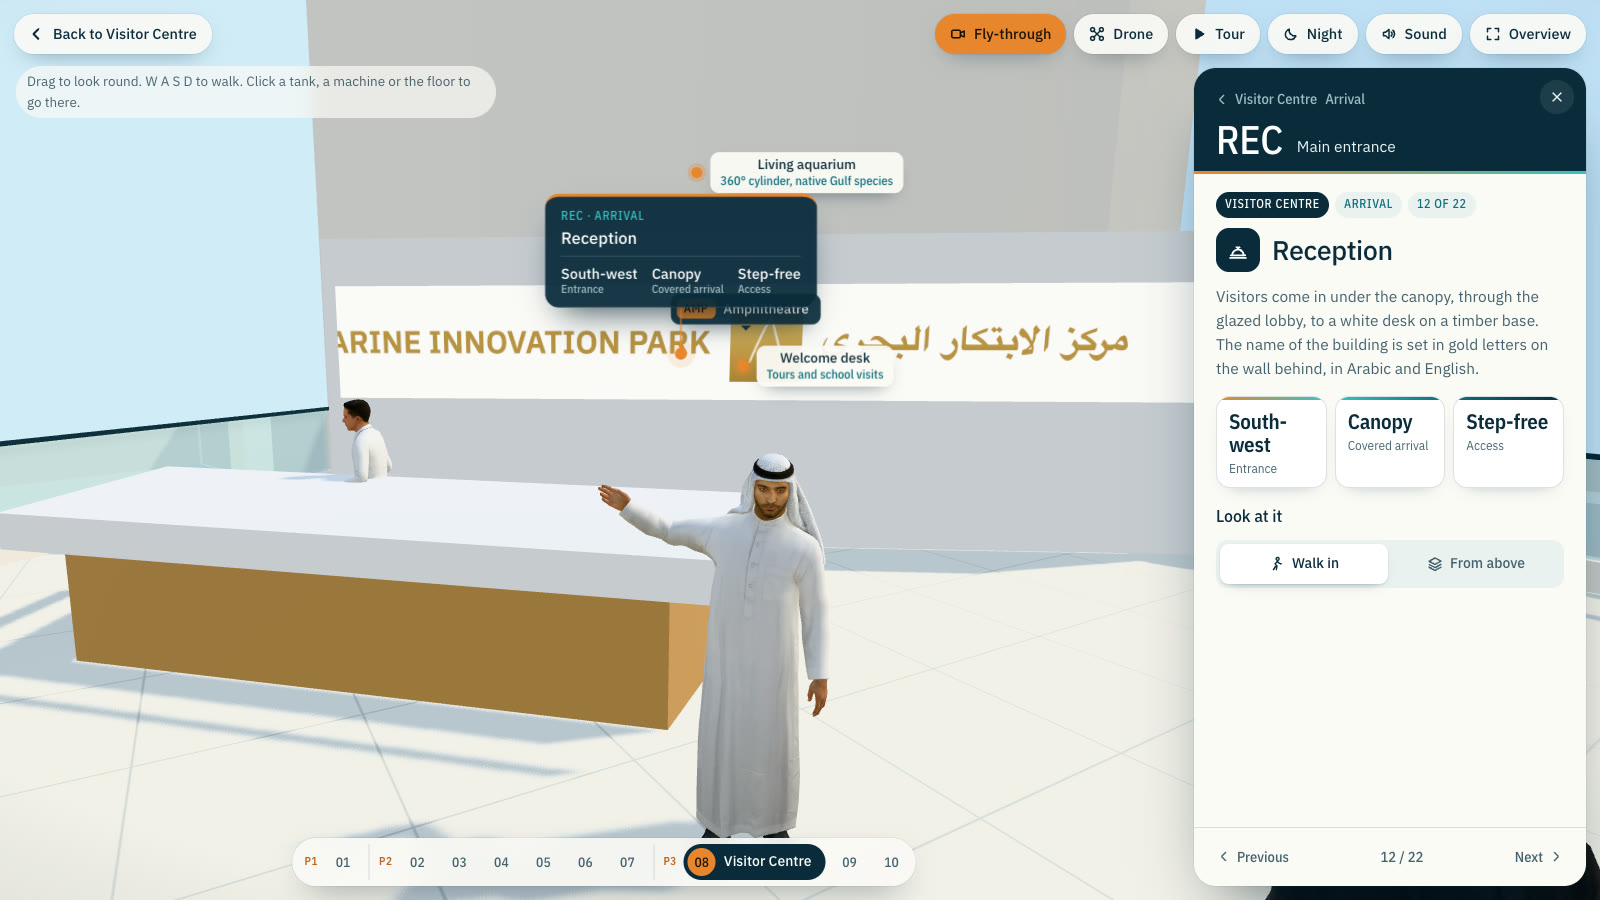 Back to Visitor Centre
Fly-through
Drone
Tour
Night
Sound
Overview
Drag to look round. W A S D to walk. Click a tank, a machine or the floor to
go there.
Living aquarium
360° cylinder, native Gulf species
REC · ARRIVAL
Reception
South-west
Canopy
Step-free
Entrance
Covered arrival
Access
AMP
Amphitheatre
ARINE INNOVATION PARK
مركز الابتكار البحري
Welcome desk
Tours and school visits
Visitor Centre
Arrival
REC
Main entrance
VISITOR CENTRE
ARRIVAL
12 OF 22
Reception
Visitors come in under the canopy, through the
glazed lobby, to a white desk on a timber base.
The name of the building is set in gold letters on
the wall behind, in Arabic and English.
South-
west
Entrance
Canopy
Covered arrival
Step-free
Access
Look at it
Walk in
From above
Previous
12 / 22
Next
P1
01
P2
02
03
04
05
06
07
P3
08
Visitor Centre
09
10